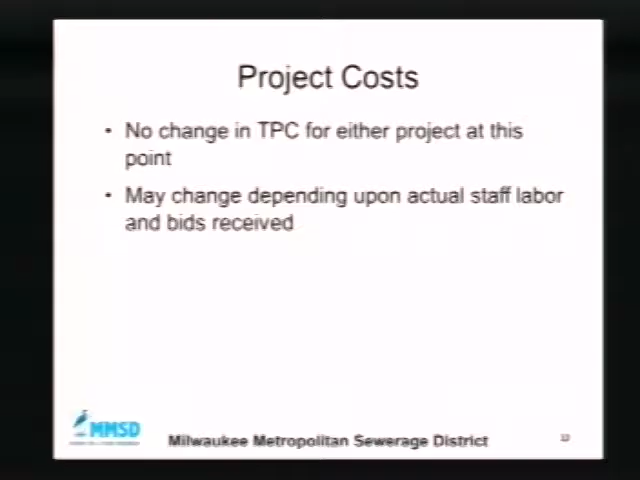 Project Costs
• No change in TPC for either project at this
point
• May change depending upon actual staff labor
and bids received
MMSD
Milwaukee Metropolitan Sewerage District